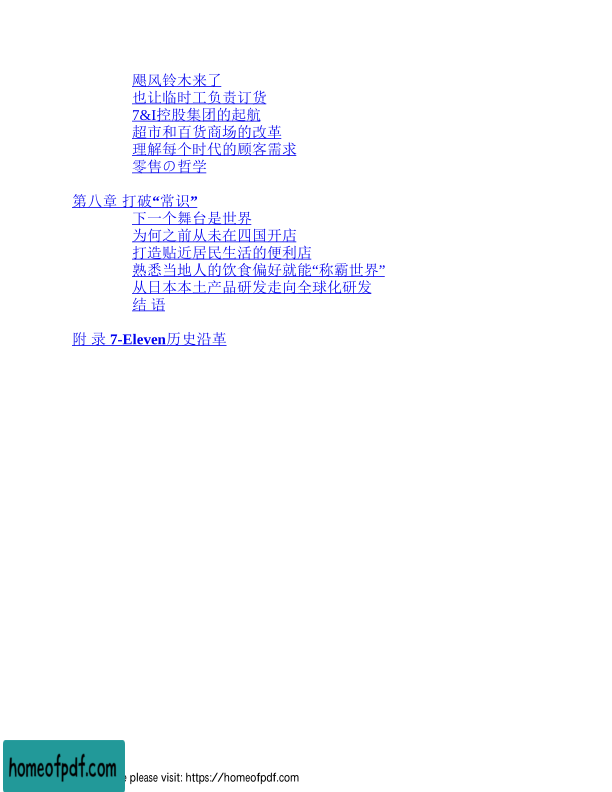 飓风铃木来了
也让临时工负责订货
7&I控股集团的起航
超市和百货商场的改革
理解每个时代的顾客需求
零售の哲学
第八章 打破“常识”
下一个舞台是世界
为何之前从未在四国开店
打造贴近居民生活的便利店
熟悉当地人的饮食偏好就能“称霸世界”
从日本本土产品研发走向全球化研发
结 语
附 录 7-Eleven历史沿革
homeofpdf.com
please visit: https://homeofpdf.com